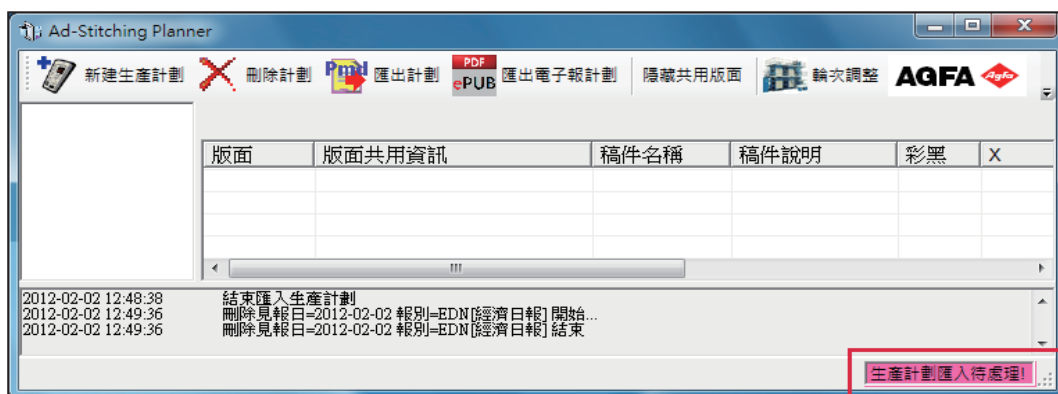 Ad-Stitching Planner
新建生產計劃 刪除計劃 Pmd 匯出計劃 PDF ePUB 匯出電子報計劃 隱藏共用版面 輪次調整 AGFA Agfa
版面 版面共用資訊 稿件名稱 稿件說明 彩黑 X
2012-02-02 12:48:38 結束匯入生產計劃
2012-02-02 12:49:36 刪除見報日=2012-02-02 報別=EDN[經濟日報] 開始...
2012-02-02 12:49:36 刪除見報日=2012-02-02 報別=EDN[經濟日報] 結束
生產計劃匯入待處理!